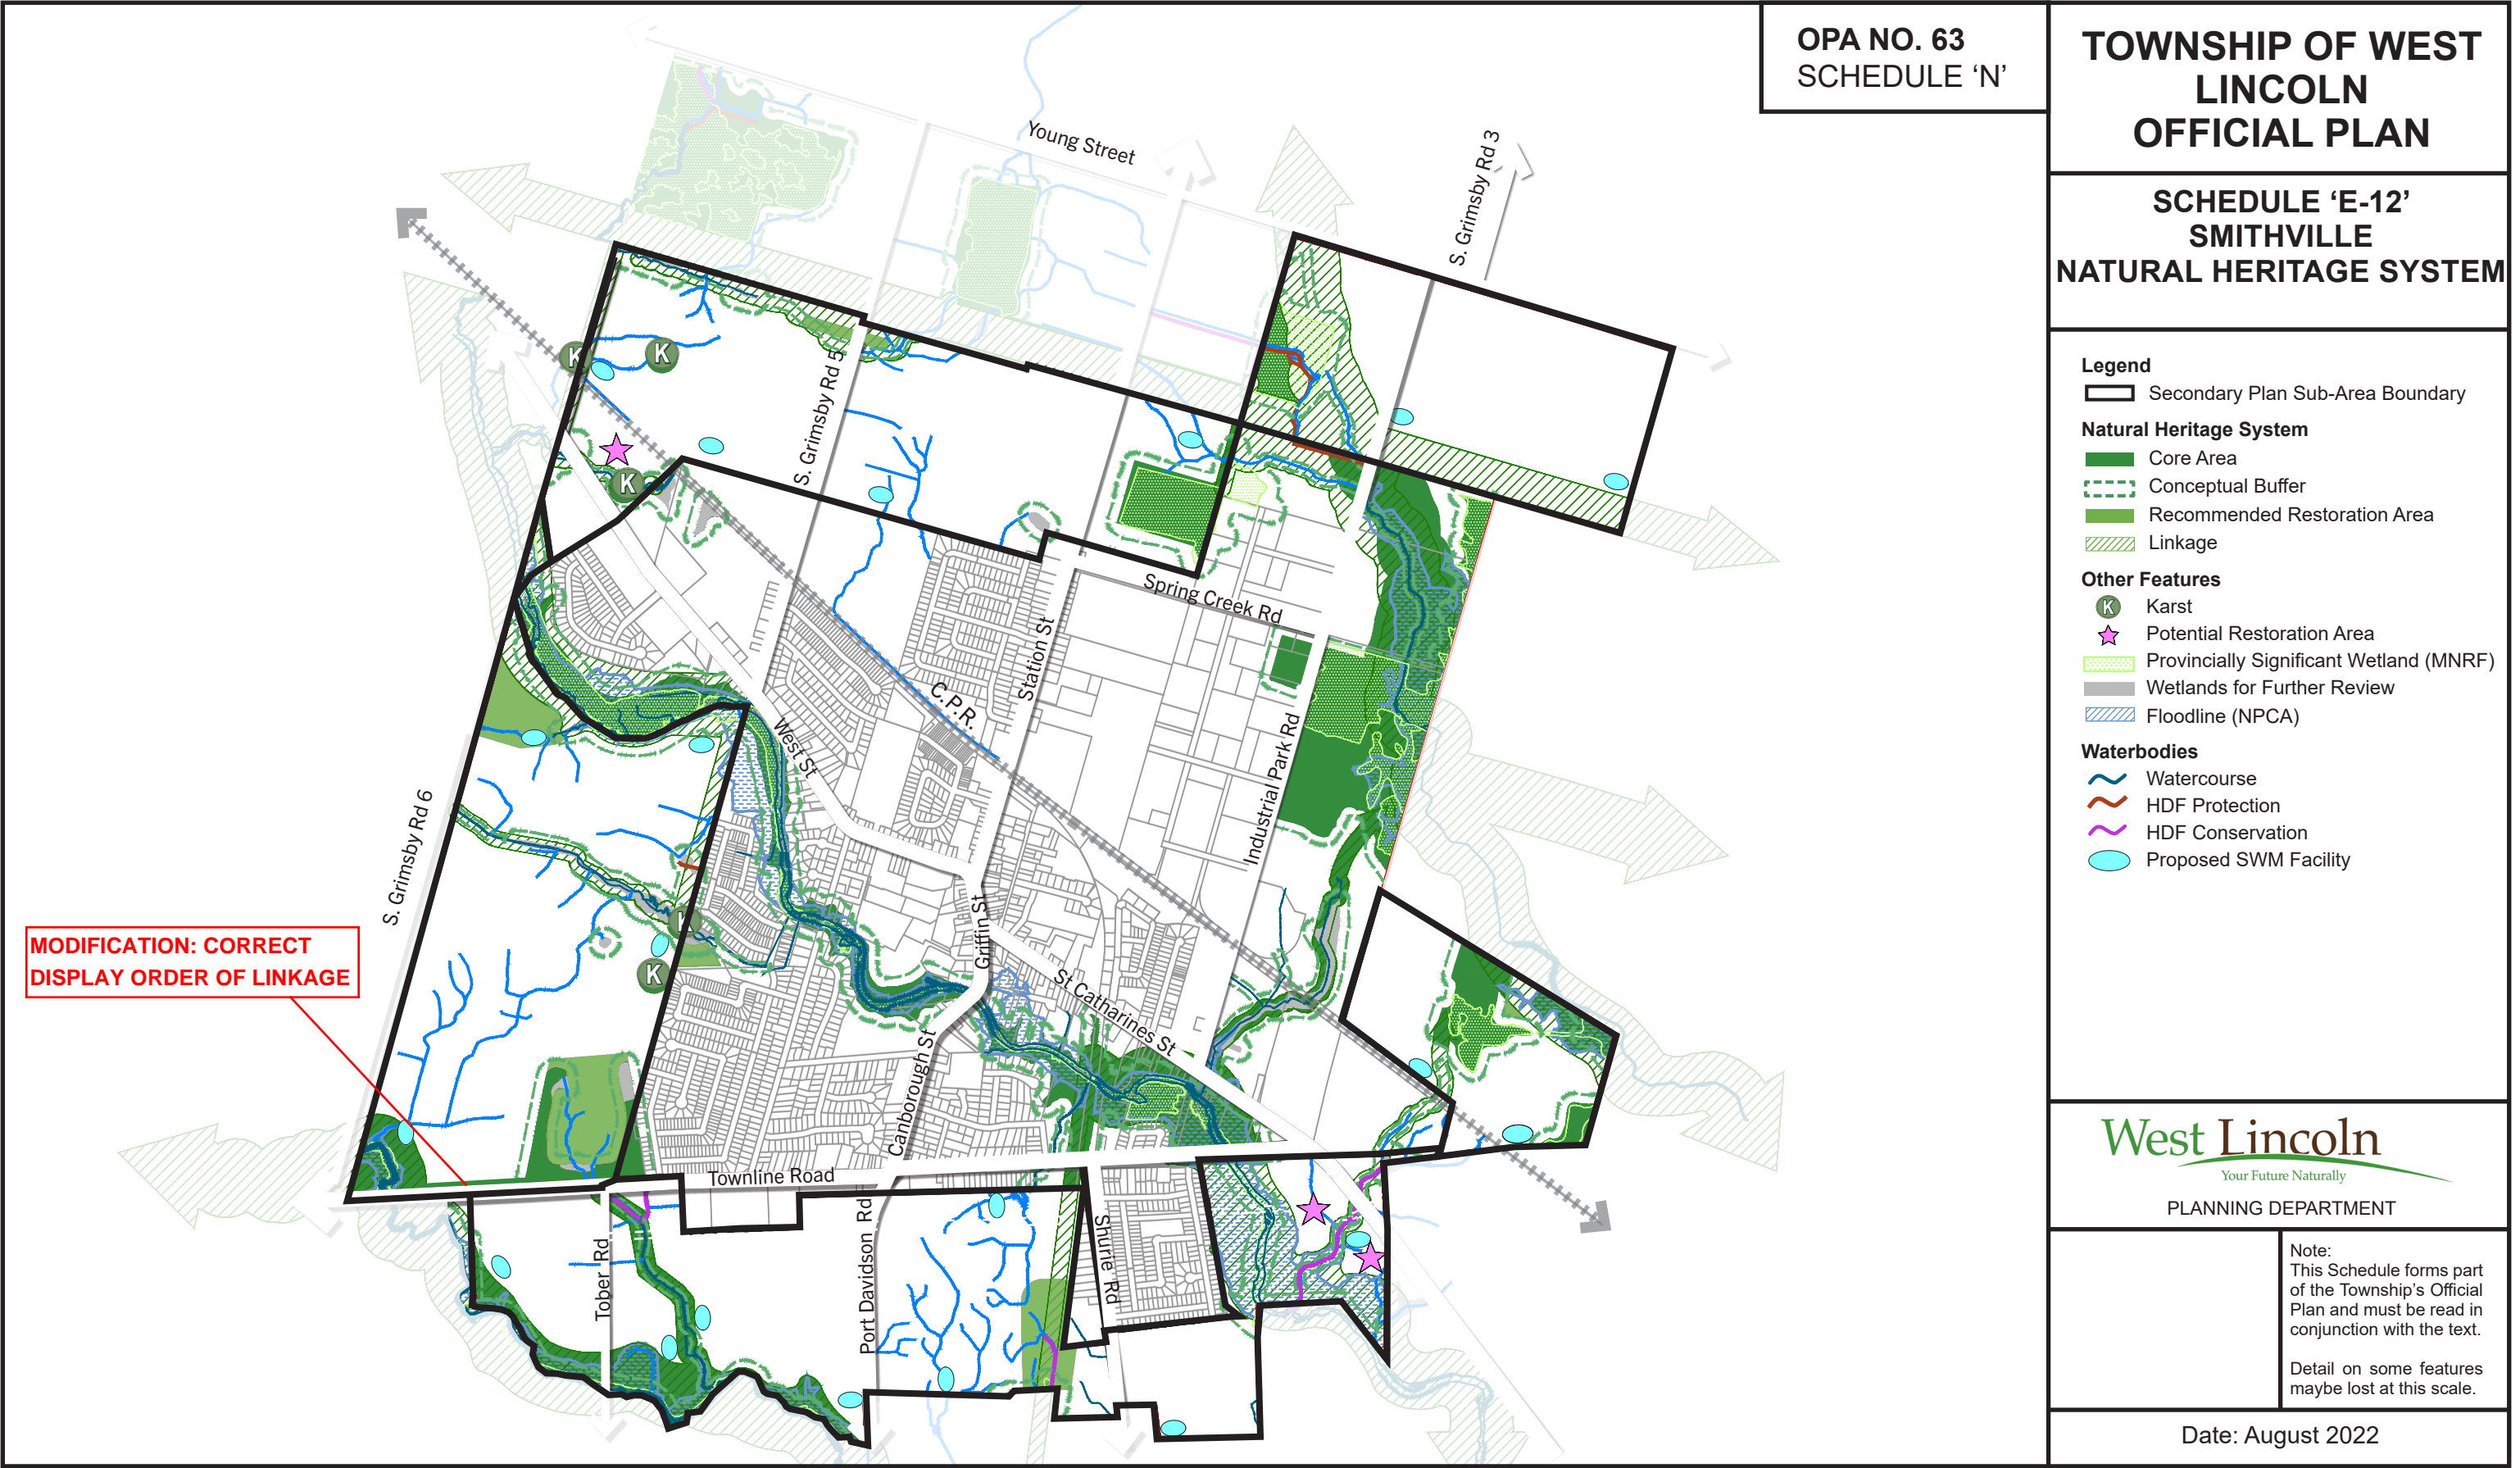 OPA NO. 63
SCHEDULE ‘N’
TOWNSHIP OF WEST
LINCOLN
OFFICIAL PLAN
SCHEDULE ‘E-12’
SMITHVILLE
NATURAL HERITAGE SYSTEM
Legend
Secondary Plan Sub-Area Boundary
Natural Heritage System
Core Area
Conceptual Buffer
Recommended Restoration Area
Linkage
Other Features
K Karst
Potential Restoration Area
Provincially Significant Wetland (MNRF)
Wetlands for Further Review
Floodline (NPCA)
Waterbodies
Watercourse
HDF Protection
HDF Conservation
Proposed SWM Facility
West Lincoln
Your Future Naturally
PLANNING DEPARTMENT
Note:
This Schedule forms part
of the Township’s Official
Plan and must be read in
conjunction with the text.
Detail on some features
maybe lost at this scale.
Date: August 2022
Young Street
S. Grimsby Rd 3
S. Grimsby Rd 5
K
K
K
Spring Creek Rd
Station St
C.P.R.
West St
Industrial Park Rd
S. Grimsby Rd 6
K
K
Griffin St
St Catharines St
Canborough St
MODIFICATION: CORRECT
DISPLAY ORDER OF LINKAGE
Townline Road
Tober Rd
Port Davidson Rd
Shurie Rd